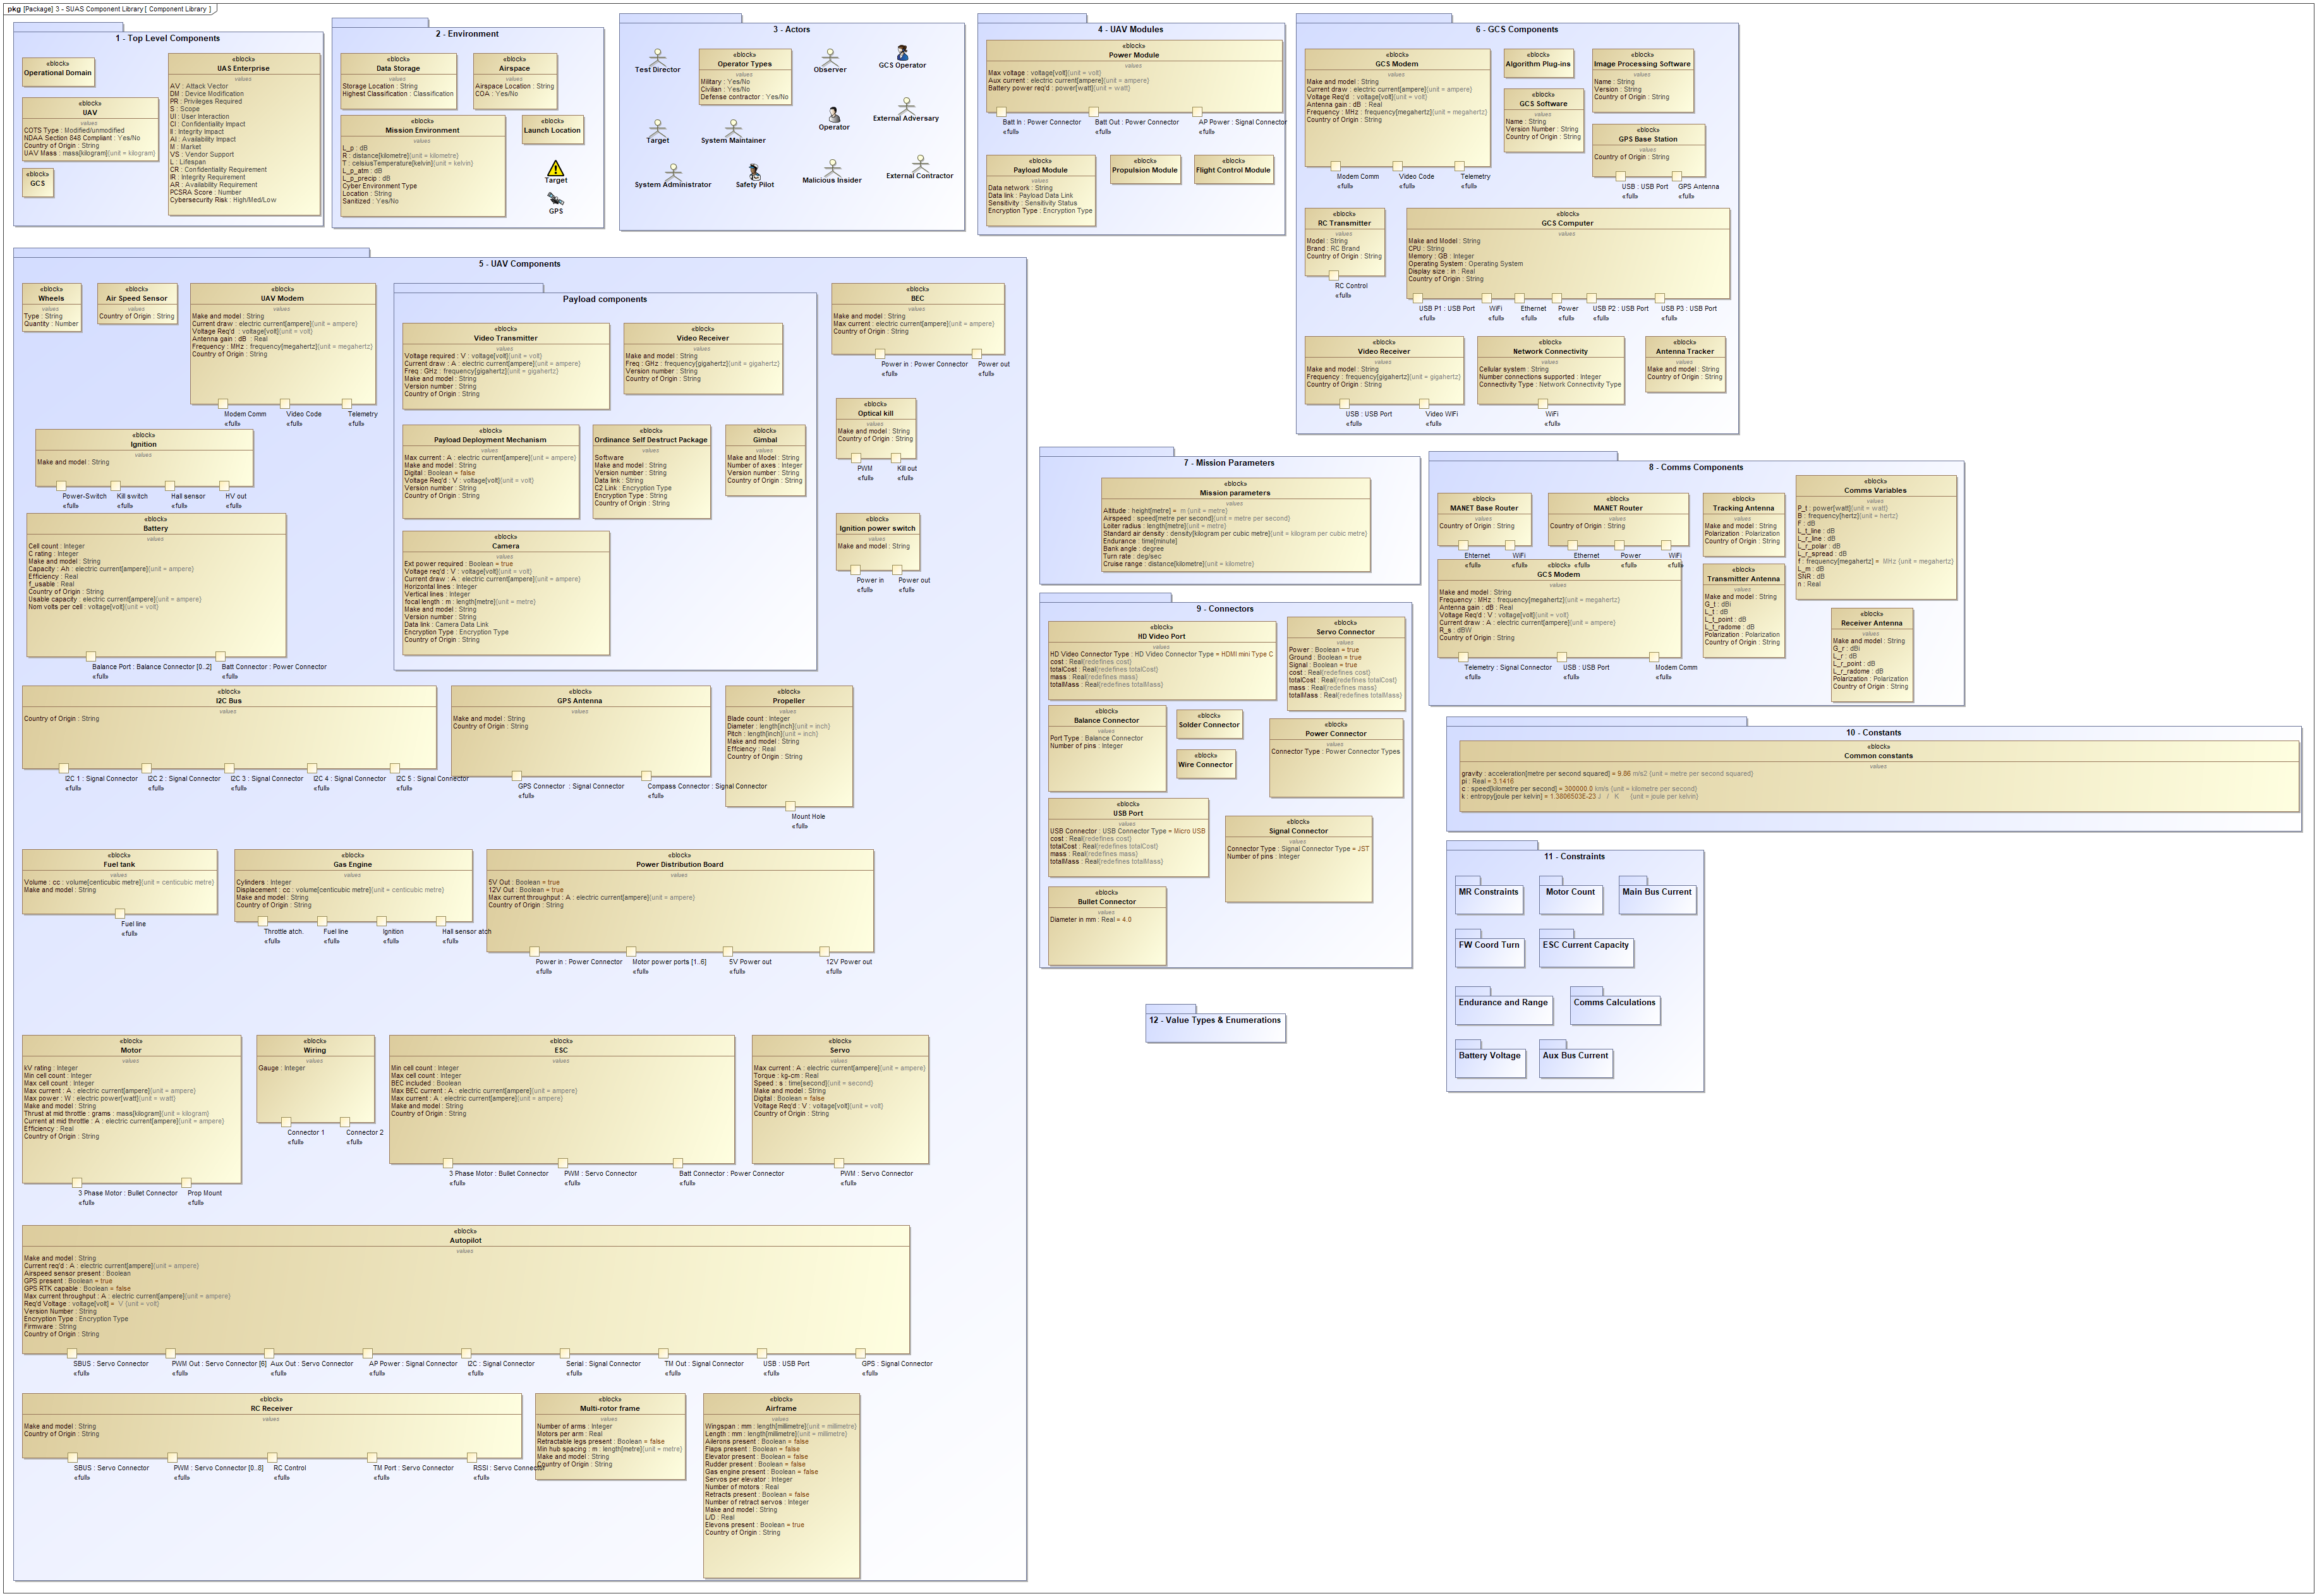 pkg [Package] 3 - SUAS Component Library [ Component Library ]
1 - Top Level Components
«block»
Operational Domain
«block»
UAV
values
COTS Type : Modified/unmodified
NDAA Section 848 Compliant : Yes/No
Country of Origin : String
UAV Mass : mass[kilogram]{unit = kilogram}
«block»
GCS
«block»
UAS Enterprise
values
AV : Attack Vector
DM : Device Modification
PR : Privileges Required
S : Scope
UI : User Interaction
CI : Confidentiality Impact
II : Integrity Impact
AI : Availability Impact
M : Market
VS : Vendor Support
L : Lifespan
CR : Confidentiality Requirement
IR : Integrity Requirement
AR : Availability Requirement
PCSRA Score : Number
Cybersecurity Risk : High/Med/Low
2 - Environment
«block»
Data Storage
values
Storage Location : String
Highest Classification : Classification
«block»
Airspace
values
Airspace Location : String
COA : Yes/No
«block»
Mission Environment
values
L_p : dB
R : distance[kilometre]{unit = kilometre}
T : celsiusTemperature[kelvin]{unit = kelvin}
L_p_atm : dB
L_p_precip : dB
Cyber Environment Type
Location : String
Sanitized : Yes/No
«block»
Launch Location
Target
GPS
3 - Actors
Test Director
«block»
Operator Types
values
Military : Yes/No
Civilian : Yes/No
Defense contractor : Yes/No
Observer
GCS Operator
Target
System Maintainer
Operator
External Adversary
System Administrator
Safety Pilot
Malicious Insider
External Contractor
4 - UAV Modules
«block»
Power Module
values
Max voltage : voltage[volt]{unit = volt}
Aux current : electric current[ampere]{unit = ampere}
Battery power req'd : power[watt]{unit = watt}
Batt In : Power Connector
«full»
Batt Out : Power Connector
«full»
AP Power : Signal Connector
«full»
«block»
Payload Module
values
Data network : String
Data link : Payload Data Link
Sensitivity : Sensitivity Status
Encryption Type : Encryption Type
«block»
Propulsion Module
«block»
Flight Control Module
6 - GCS Components
«block»
GCS Modem
values
Make and model : String
Current draw : electric current[ampere]{unit = ampere}
Voltage Req'd : voltage[volt]{unit = volt}
Antenna gain : dB : Real
Frequency : MHz : frequency[megahertz]{unit = megahertz}
Country of Origin : String
Modem Comm
«full»
Video Code
«full»
Telemetry
«full»
«block»
Algorithm Plug-ins
«block»
Image Processing Software
values
Name : String
Version : String
Country of Origin : String
«block»
GCS Software
values
Name : String
Version Number : String
Country of Origin : String
«block»
GPS Base Station
values
Country of Origin : String
USB : USB Port
«full»
GPS Antenna
«full»
«block»
RC Transmitter
values
Model : String
Brand : RC Brand
Country of Origin : String
RC Control
«full»
«block»
GCS Computer
values
Make and Model : String
CPU : String
Memory : GB : Integer
Operating System : Operating System
Display size : in : Real
Country of Origin : String
USB P1 : USB Port
«full»
WiFi
«full»
Ethernet
«full»
Power
«full»
USB P2 : USB Port
«full»
USB P3 : USB Port
«full»
«block»
Video Receiver
values
Make and model : String
Frequency : frequency[gigahertz]{unit = gigahertz}
Country of Origin : String
USB : USB Port
«full»
Video WiFi
«full»
«block»
Network Connectivity
values
Cellular system : String
Number connections supported : Integer
Connectivity Type : Network Connectivity Type
WiFi
«full»
«block»
Antenna Tracker
values
Make and model : String
Country of Origin : String
5 - UAV Components
«block»
Wheels
values
Type : String
Quantity : Number
«block»
Air Speed Sensor
values
Country of Origin : String
«block»
UAV Modem
values
Make and model : String
Current draw : electric current[ampere]{unit = ampere}
Voltage Req'd : voltage[volt]{unit = volt}
Antenna gain : dB : Real
Frequency : MHz : frequency[megahertz]{unit = megahertz}
Country of Origin : String
Modem Comm
«full»
Video Code
«full»
Telemetry
«full»
«block»
Ignition
values
Make and model : String
Power-Switch
«full»
Kill switch
«full»
Hall sensor
«full»
HV out
«full»
«block»
Battery
values
Cell count : Integer
C rating : Integer
Make and model : String
Capacity : Ah : electric current[ampere]{unit = ampere}
Efficiency : Real
f_usable : Real
Country of Origin : String
Usable capacity : electric current[ampere]{unit = ampere}
Nom volts per cell : voltage[volt]{unit = volt}
Balance Port : Balance Connector [0..2]
«full»
Batt Connector : Power Connector
«full»
Payload components
«block»
Video Transmitter
values
Voltage required : V : voltage[volt]{unit = volt}
Current draw : A : electric current[ampere]{unit = ampere}
Freq : GHz : frequency[gigahertz]{unit = gigahertz}
Make and model : String
Version number : String
Country of Origin : String
«block»
Video Receiver
values
Make and model : String
Freq : GHz : frequency[gigahertz]{unit = gigahertz}
Version number : String
Country of Origin : String
«block»
Payload Deployment Mechanism
values
Max current : A : electric current[ampere]{unit = ampere}
Make and model : String
Digital : Boolean = false
Voltage Req'd : V : voltage[volt]{unit = volt}
Version number : String
Country of Origin : String
«block»
Ordinance Self Destruct Package
values
Software
Make and model : String
Version number : String
Data link : String
C2 Link : Encryption Type
Encryption Type : String
Country of Origin : String
«block»
Gimbal
values
Make and Model : String
Number of axes : Integer
Version number : String
Country of Origin : String
«block»
Camera
values
Ext power required : Boolean = true
Voltage req'd : V : voltage[volt]{unit = volt}
Current draw : A : electric current[ampere]{unit = ampere}
Horizontal lines : Integer
Vertical lines : Integer
focal length : m : length[metre]{unit = metre}
Make and model : String
Version number : String
Data link : Camera Data Link
Encryption Type : Encryption Type
Country of Origin : String
«block»
BEC
values
Make and model : String
Max current : electric current[ampere]{unit = ampere}
Country of Origin : String
Power in : Power Connector
«full»
Power out
«full»
«block»
Optical kill
values
Make and model : String
Country of Origin : String
PWM
«full»
Kill out
«full»
«block»
Ignition power switch
values
Make and model : String
Power in
«full»
Power out
«full»
«block»
I2C Bus
values
Country of Origin : String
I2C 1 : Signal Connector
«full»
I2C 2 : Signal Connector
«full»
I2C 3 : Signal Connector
«full»
I2C 4 : Signal Connector
«full»
I2C 5 : Signal Connector
«full»
«block»
GPS Antenna
values
Make and model : String
Country of Origin : String
GPS Connector : Signal Connector
«full»
Compass Connector : Signal Connector
«full»
«block»
Propeller
values
Blade count : Integer
Diameter : length[inch]{unit = inch}
Pitch : length[inch]{unit = inch}
Make and model : String
Effciency : Real
Country of Origin : String
Mount Hole
«full»
«block»
Fuel tank
values
Volume : cc : volume[centicubic metre]{unit = centicubic metre}
Make and model : String
Fuel line
«full»
«block»
Gas Engine
values
Cylinders : Integer
Displacement : cc : volume[centicubic metre]{unit = centicubic metre}
Make and model : String
Country of Origin : String
Throttle atch.
«full»
Fuel line
«full»
Ignition
«full»
Hall sensor atch
«full»
«block»
Power Distribution Board
values
5V Out : Boolean = true
12V Out : Boolean = true
Max current throughput : A : electric current[ampere]{unit = ampere}
Country of Origin : String
Power in : Power Connector
«full»
Motor power ports [1..6]
«full»
5V Power out
«full»
12V Power out
«full»
«block»
Motor
values
kV rating : Integer
Min cell count : Integer
Max cell count : Integer
Max current : A : electric current[ampere]{unit = ampere}
Max power : W : electric power[watt]{unit = watt}
Make and model : String
Thrust at mid throttle : grams : mass[kilogram]{unit = kilogram}
Current at mid throttle : A : electric current[ampere]{unit = ampere}
Efficiency : Real
Country of Origin : String
3 Phase Motor : Bullet Connector
«full»
Prop Mount
«full»
«block»
Wiring
values
Gauge : Integer
Connector 1
«full»
Connector 2
«full»
«block»
ESC
values
Min cell count : Integer
Max cell count : Integer
BEC included : Boolean
Max BEC current : A : electric current[ampere]{unit = ampere}
Max current : A : electric current[ampere]{unit = ampere}
Make and model : String
Country of Origin : String
3 Phase Motor : Bullet Connector
«full»
PWM : Servo Connector
«full»
Batt Connector : Power Connector
«full»
«block»
Servo
values
Max current : A : electric current[ampere]{unit = ampere}
Torque : kg-cm : Real
Speed : s : time[second]{unit = second}
Make and model : String
Digital : Boolean = false
Voltage Req'd : V : voltage[volt]{unit = volt}
Country of Origin : String
PWM : Servo Connector
«full»
«block»
Autopilot
values
Make and model : String
Current req'd : A : electric current[ampere]{unit = ampere}
Airspeed sensor present : Boolean
GPS present : Boolean = true
GPS RTK capable : Boolean = false
Max current throughput : A : electric current[ampere]{unit = ampere}
Req'd Voltage : voltage[volt] = V {unit = volt}
Version Number : String
Encryption Type : Encryption Type
Firmware : String
Country of Origin : String
SBUS : Servo Connector
«full»
PWM Out : Servo Connector [6]
«full»
Aux Out : Servo Connector
«full»
AP Power : Signal Connector
«full»
I2C : Signal Connector
«full»
Serial : Signal Connector
«full»
TM Out : Signal Connector
«full»
USB : USB Port
«full»
GPS : Signal Connector
«full»
«block»
RC Receiver
values
Make and model : String
Country of Origin : String
SBUS : Servo Connector
«full»
PWM : Servo Connector [0..8]
«full»
RC Control
«full»
TM Port : Servo Connector
«full»
RSSI : Servo Connector
«full»
«block»
Multi-rotor frame
values
Number of arms : Integer
Motors per arm : Real
Retractable legs present : Boolean = false
Min hub spacing : m : length[metre]{unit = metre}
Make and model : String
Country of Origin : String
«block»
Airframe
values
Wingspan : mm : length[millimetre]{unit = millimetre}
Length : mm : length[millimetre]{unit = millimetre}
Ailerons present : Boolean = false
Flaps present : Boolean = false
Elevator present : Boolean = false
Rudder present : Boolean = false
Gas engine present : Boolean = false
Servos per elevator : Integer
Number of motors : Real
Retracts present : Boolean = false
Number of retract servos : Integer
Make and model : String
L/D : Real
Elevons present : Boolean = true
Country of Origin : String
7 - Mission Parameters
«block»
Mission parameters
values
Altitude : height[metre] = m {unit = metre}
Airspeed : speed[metre per second]{unit = metre per second}
Loiter radius : length[metre]{unit = metre}
Standard air density : density[kilogram per cubic metre]{unit = kilogram per cubic metre}
Endurance : time[minute]
Bank angle : degree
Turn rate : deg/sec
Cruise range : distance[kilometre]{unit = kilometre}
8 - Comms Components
«block»
MANET Base Router
values
Country of Origin : String
Ehternet
«full»
WiFi
«full»
«block»
MANET Router
values
Country of Origin : String
Ethernet
«full»
Power
«full»
WiFi
«full»
«block»
Tracking Antenna
values
Make and model : String
Polarization : Polarization
Country of Origin : String
«block»
Comms Variables
values
P_t : power[watt]{unit = watt}
B : frequency[hertz]{unit = hertz}
F : dB
L_t_line : dB
L_r_line : dB
L_r_polar : dB
L_r_spread : dB
f : frequency[megahertz] = MHz {unit = megahertz}
L_m : dB
SNR : dB
n : Real
«block»
GCS Modem
values
Make and model : String
Frequency : MHz : frequency[megahertz]{unit = megahertz}
Antenna gain : dB : Real
Voltage Req'd : V : voltage[volt]{unit = volt}
Current draw : A : electric current[ampere]{unit = ampere}
R_s : dBW
Country of Origin : String
Telemetry : Signal Connector
«full»
USB : USB Port
«full»
Modem Comm
«full»
«block»
Transmitter Antenna
values
Make and model : String
G_t : dBi
L_t : dB
L_t_point : dB
L_t_radome : dB
Polarization : Polarization
Country of Origin : String
«block»
Receiver Antenna
values
Make and model : String
G_r : dBi
L_r : dB
L_r_point : dB
L_r_radome : dB
Polarization : Polarization
Country of Origin : String
9 - Connectors
«block»
HD Video Port
values
HD Video Connector Type : HD Video Connector Type = HDMI mini Type C
cost : Real{redefines cost}
totalCost : Real{redefines totalCost}
mass : Real{redefines mass}
totalMass : Real{redefines totalMass}
«block»
Servo Connector
values
Power : Boolean = true
Ground : Boolean = true
Signal : Boolean = true
cost : Real{redefines cost}
totalCost : Real{redefines totalCost}
mass : Real{redefines mass}
totalMass : Real{redefines totalMass}
«block»
Balance Connector
values
Port Type : Balance Connector
Number of pins : Integer
«block»
Solder Connector
«block»
Wire Connector
«block»
Power Connector
values
Connector Type : Power Connector Types
«block»
USB Port
values
USB Connector : USB Connector Type = Micro USB
cost : Real{redefines cost}
totalCost : Real{redefines totalCost}
mass : Real{redefines mass}
totalMass : Real{redefines totalMass}
«block»
Signal Connector
values
Connector Type : Signal Connector Type = JST
Number of pins : Integer
«block»
Bullet Connector
values
Diameter in mm : Real = 4.0
10 - Constants
«block»
Common constants
values
gravity : acceleration[metre per second squared] = 9.86 m/s2 {unit = metre per second squared}
pi : Real = 3.1416
c : speed[kilometre per second] = 300000.0 km/s {unit = kilometre per second}
k : entropy[joule per kelvin] = 1.3806503E-23 J / K {unit = joule per kelvin}
11 - Constraints
MR Constraints
Motor Count
Main Bus Current
FW Coord Turn
ESC Current Capacity
Endurance and Range
Comms Calculations
Battery Voltage
Aux Bus Current
12 - Value Types & Enumerations